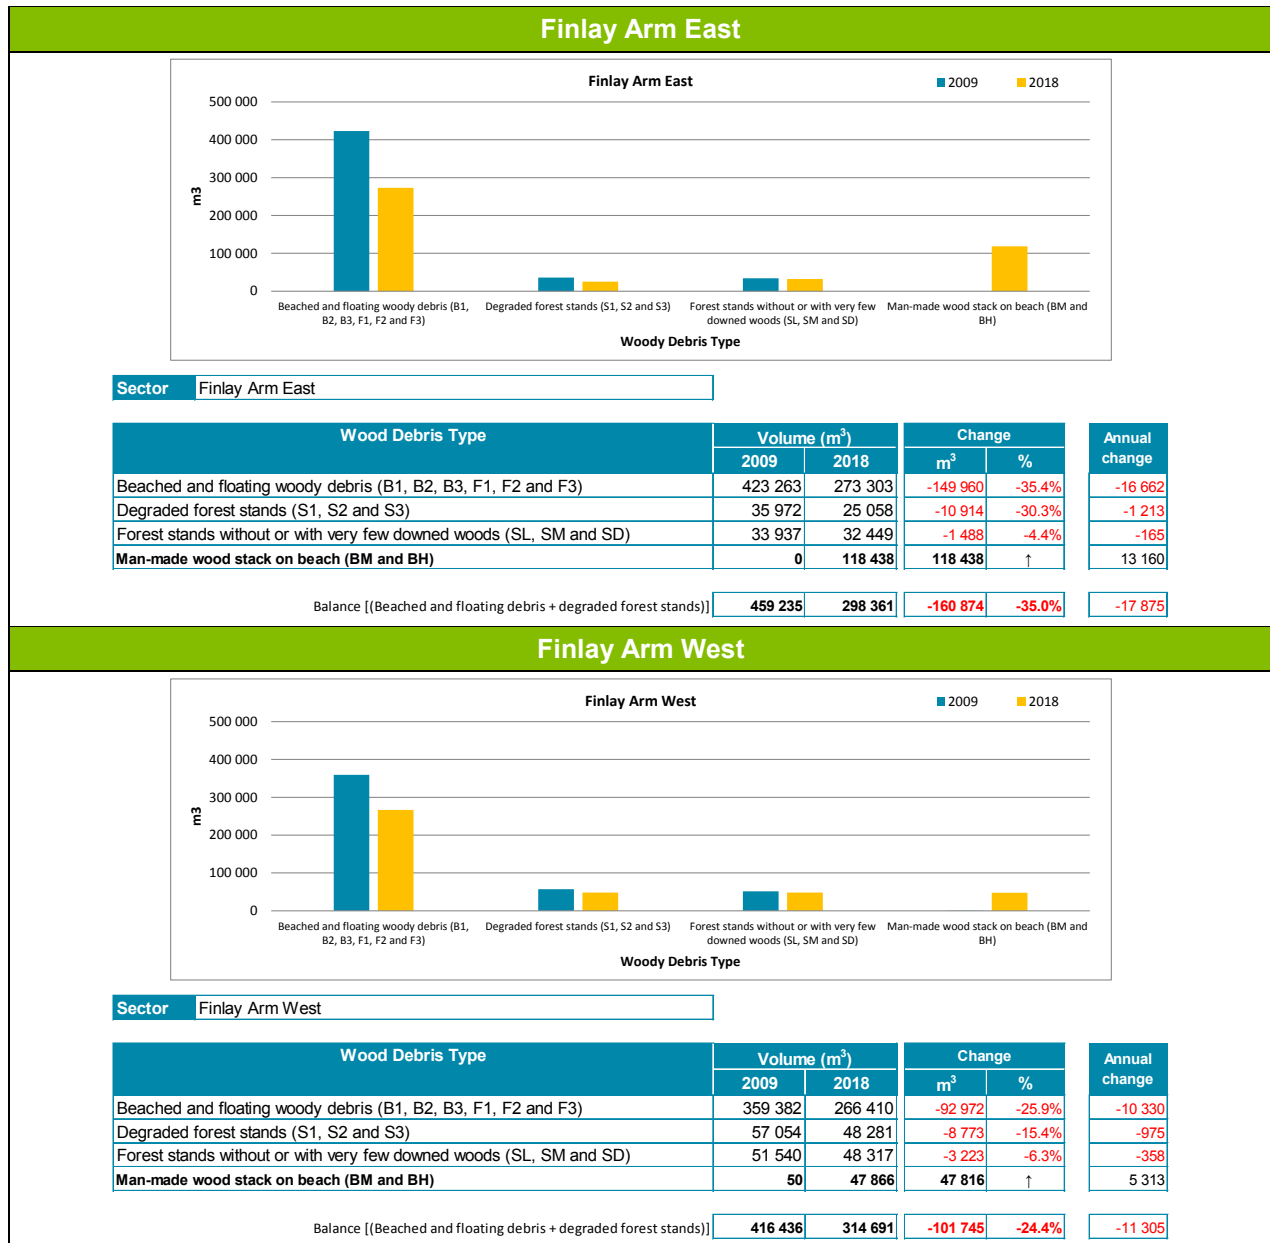 Finlay Arm East
Finlay Arm East
2009 2018
500 000
400 000
300 000
200 000
100 000
0
m3
Beached and floating woody debris (B1, B2, B3, F1, F2 and F3)
Degraded forest stands (S1, S2 and S3)
Forest stands without or with very few downed woods (SL, SM and SD)
Man-made wood stack on beach (BM and BH)
Woody Debris Type
Sector Finlay Arm East
Wood Debris Type Volume (m³) Change Annual change
2009 2018 m³ %
Beached and floating woody debris (B1, B2, B3, F1, F2 and F3) 423 263 273 303 -149 960 -35.4% -16 662
Degraded forest stands (S1, S2 and S3) 35 972 25 058 -10 914 -30.3% -1 213
Forest stands without or with very few downed woods (SL, SM and SD) 33 937 32 449 -1 488 -4.4% -165
Man-made wood stack on beach (BM and BH) 0 118 438 118 438 ↑ 13 160
Balance [(Beached and floating debris + degraded forest stands)] 459 235 298 361 -160 874 -35.0% -17 875
Finlay Arm West
Finlay Arm West
2009 2018
500 000
400 000
300 000
200 000
100 000
0
m3
Beached and floating woody debris (B1, B2, B3, F1, F2 and F3)
Degraded forest stands (S1, S2 and S3)
Forest stands without or with very few downed woods (SL, SM and SD)
Man-made wood stack on beach (BM and BH)
Woody Debris Type
Sector Finlay Arm West
Wood Debris Type Volume (m³) Change Annual change
2009 2018 m³ %
Beached and floating woody debris (B1, B2, B3, F1, F2 and F3) 359 382 266 410 -92 972 -25.9% -10 330
Degraded forest stands (S1, S2 and S3) 57 054 48 281 -8 773 -15.4% -975
Forest stands without or with very few downed woods (SL, SM and SD) 51 540 48 317 -3 223 -6.3% -358
Man-made wood stack on beach (BM and BH) 50 47 866 47 816 ↑ 5 313
Balance [(Beached and floating debris + degraded forest stands)] 416 436 314 691 -101 745 -24.4% -11 305